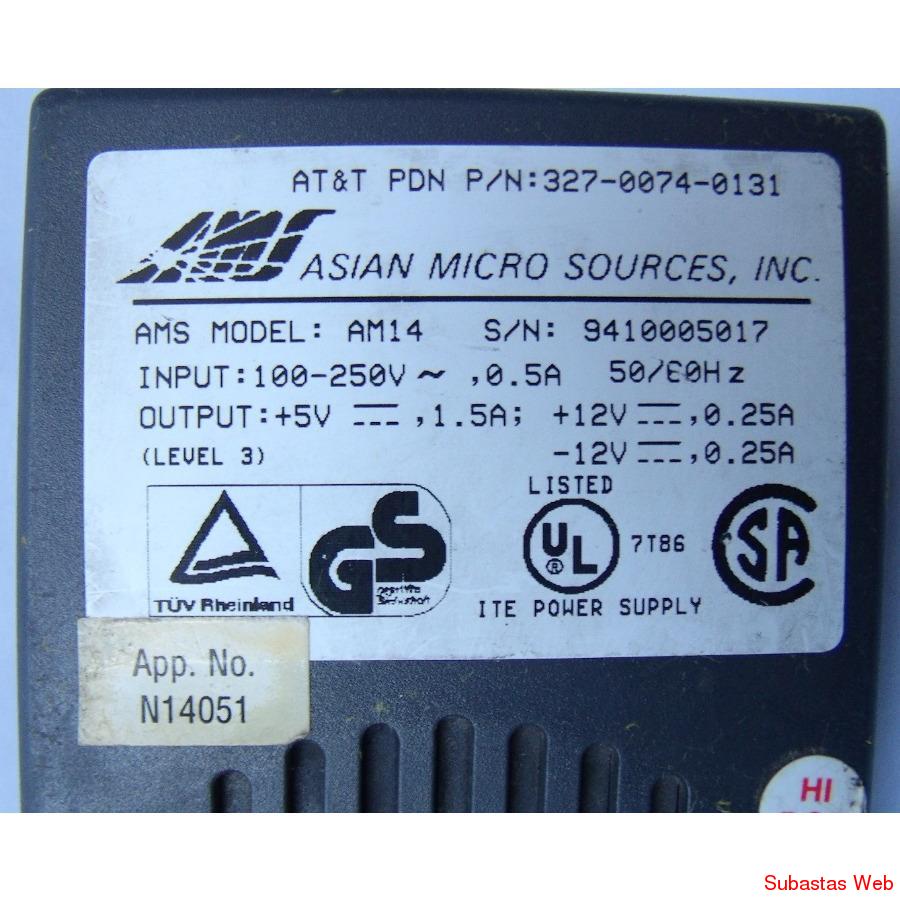 AT&T PDN P/N:327-0074-0131
AMS
ASIAN MICRO SOURCES, INC.
AMS MODEL: AM14 S/N: 9410005017
INPUT:100-250V ~ ,0.5A 50/60Hz
OUTPUT:+5V ⎓ ,1.5A; +12V ⎓,0.25A
(LEVEL 3) -12V ⎓,0.25A
LISTED
UL ® 7T86
SA
GS
TÜV Rheinland
ITE POWER SUPPLY
App. No.
N14051
HI
Subastas Web